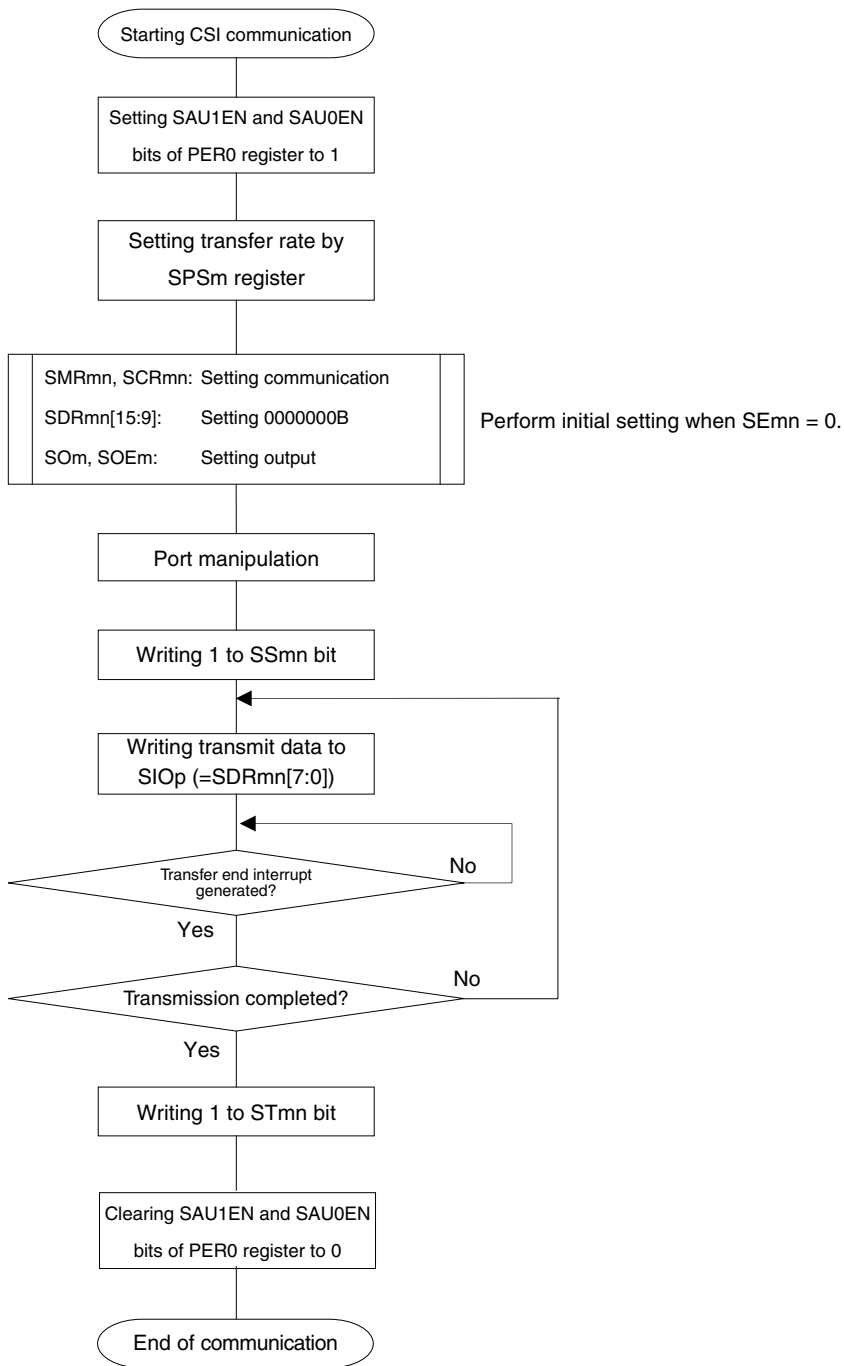 Starting CSI communication
Setting SAU1EN and SAU0EN
bits of PER0 register to 1
Setting transfer rate by
SPSm register
SMRmn, SCRmn: Setting communication
SDRmn[15:9]: Setting 0000000B
SOm, SOEm: Setting output
Perform initial setting when SEmn = 0.
Port manipulation
Writing 1 to SSmn bit
Writing transmit data to
SIOp (=SDRmn[7:0])
Transfer end interrupt
generated?
No
Yes
Transmission completed?
No
Yes
Writing 1 to STmn bit
Clearing SAU1EN and SAU0EN
bits of PER0 register to 0
End of communication